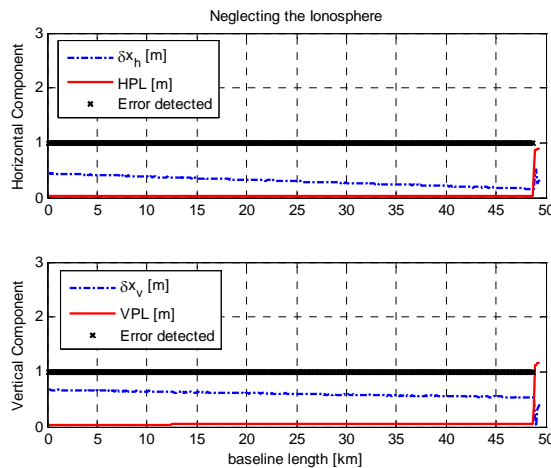 Neglecting the Ionosphere
3
2
1
0
Horizontal Component
δx_h [m]
HPL [m]
Error detected
0 5 10 15 20 25 30 35 40 45 50
3
2
1
0
Vertical Component
δx_v [m]
VPL [m]
Error detected
0 5 10 15 20 25 30 35 40 45 50
baseline length [km]